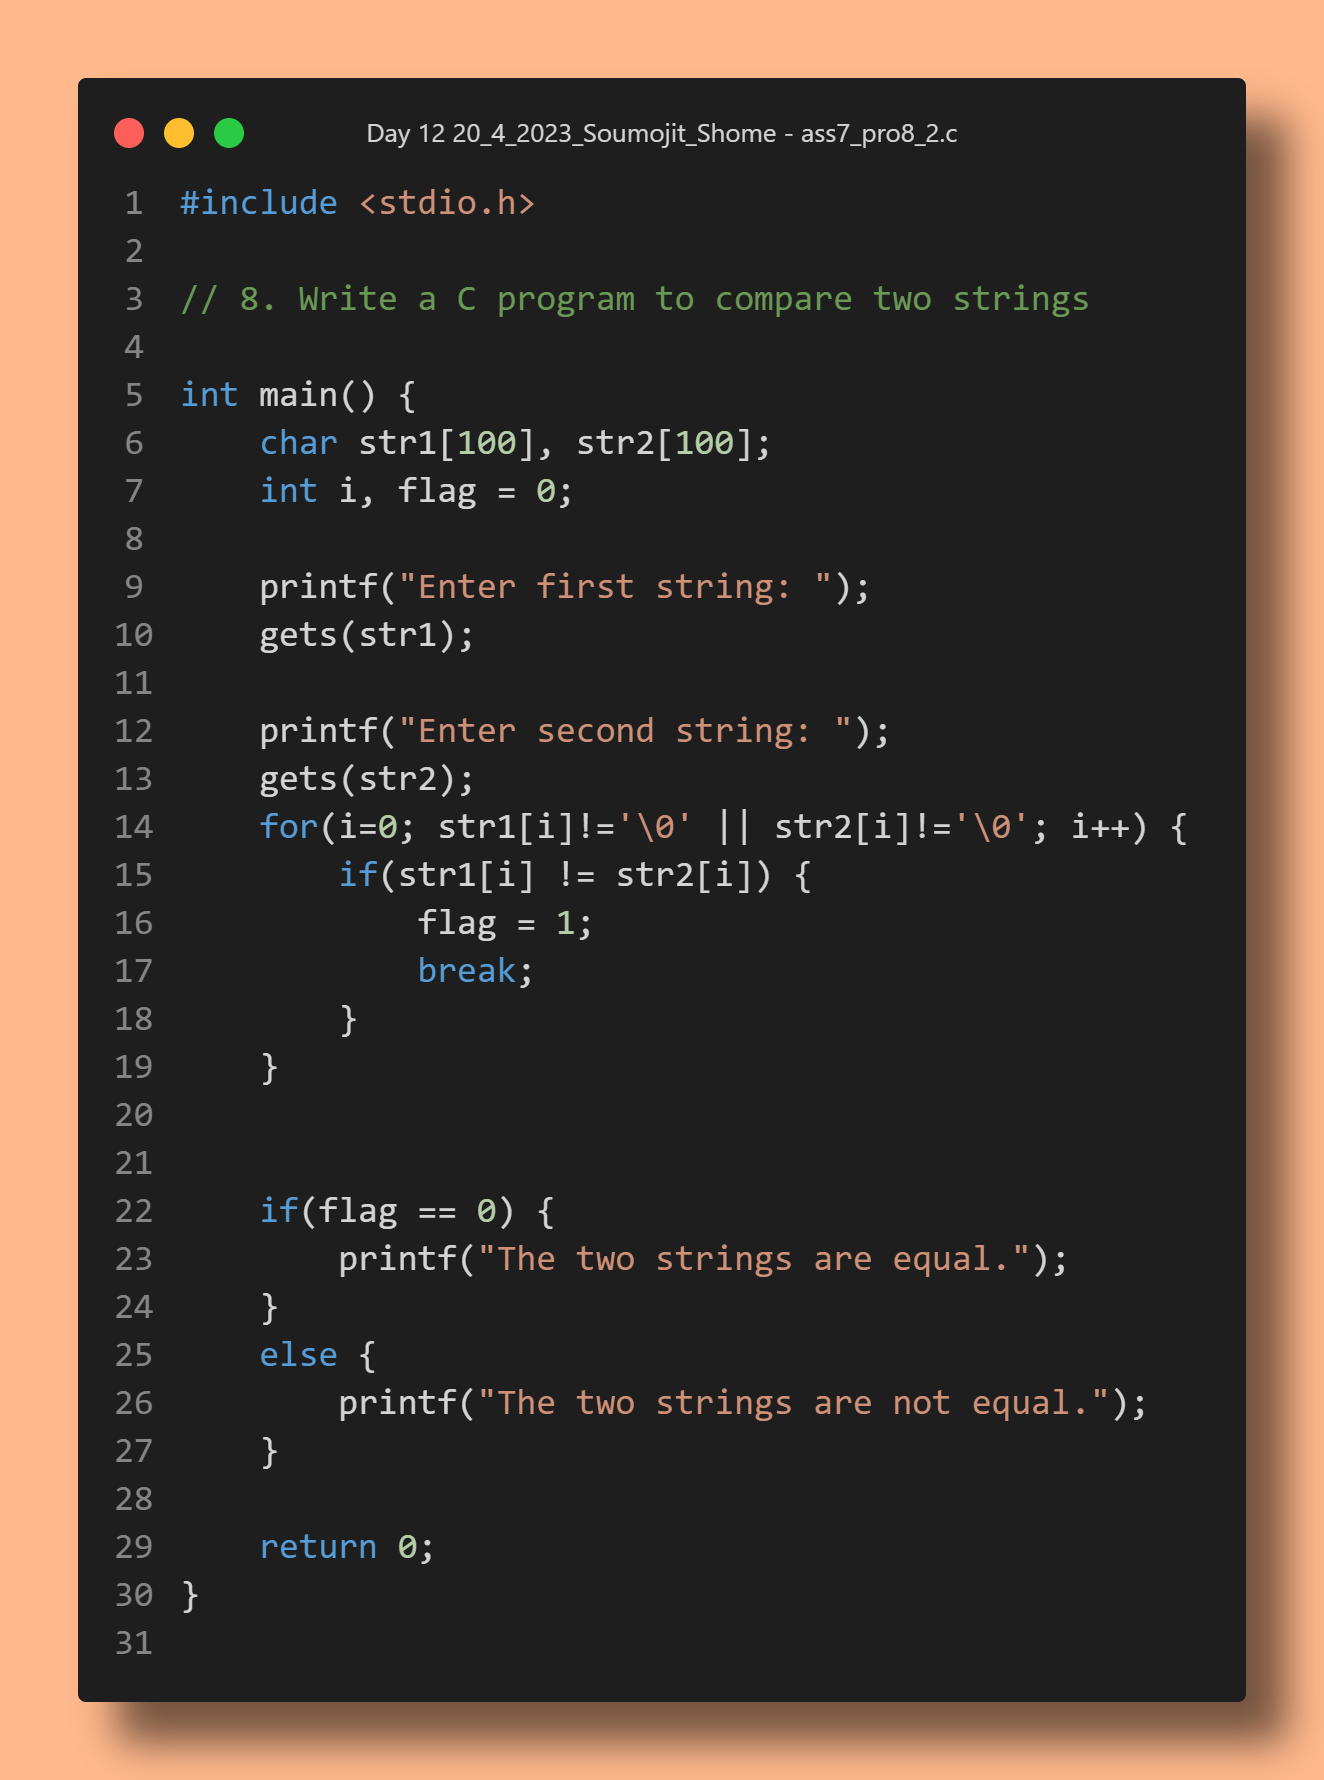 Day 12 20_4_2023_Soumojit_Shome - ass7_pro8_2.c
1 #include <stdio.h>
2
3 // 8. Write a C program to compare two strings
4
5 int main() {
6     char str1[100], str2[100];
7     int i, flag = 0;
8
9     printf("Enter first string: ");
10     gets(str1);
11
12     printf("Enter second string: ");
13     gets(str2);
14     for(i=0; str1[i]!='\0' || str2[i]!='\0'; i++) {
15         if(str1[i] != str2[i]) {
16             flag = 1;
17             break;
18         }
19     }
20
21
22     if(flag == 0) {
23         printf("The two strings are equal.");
24     }
25     else {
26         printf("The two strings are not equal.");
27     }
28
29     return 0;
30 }
31